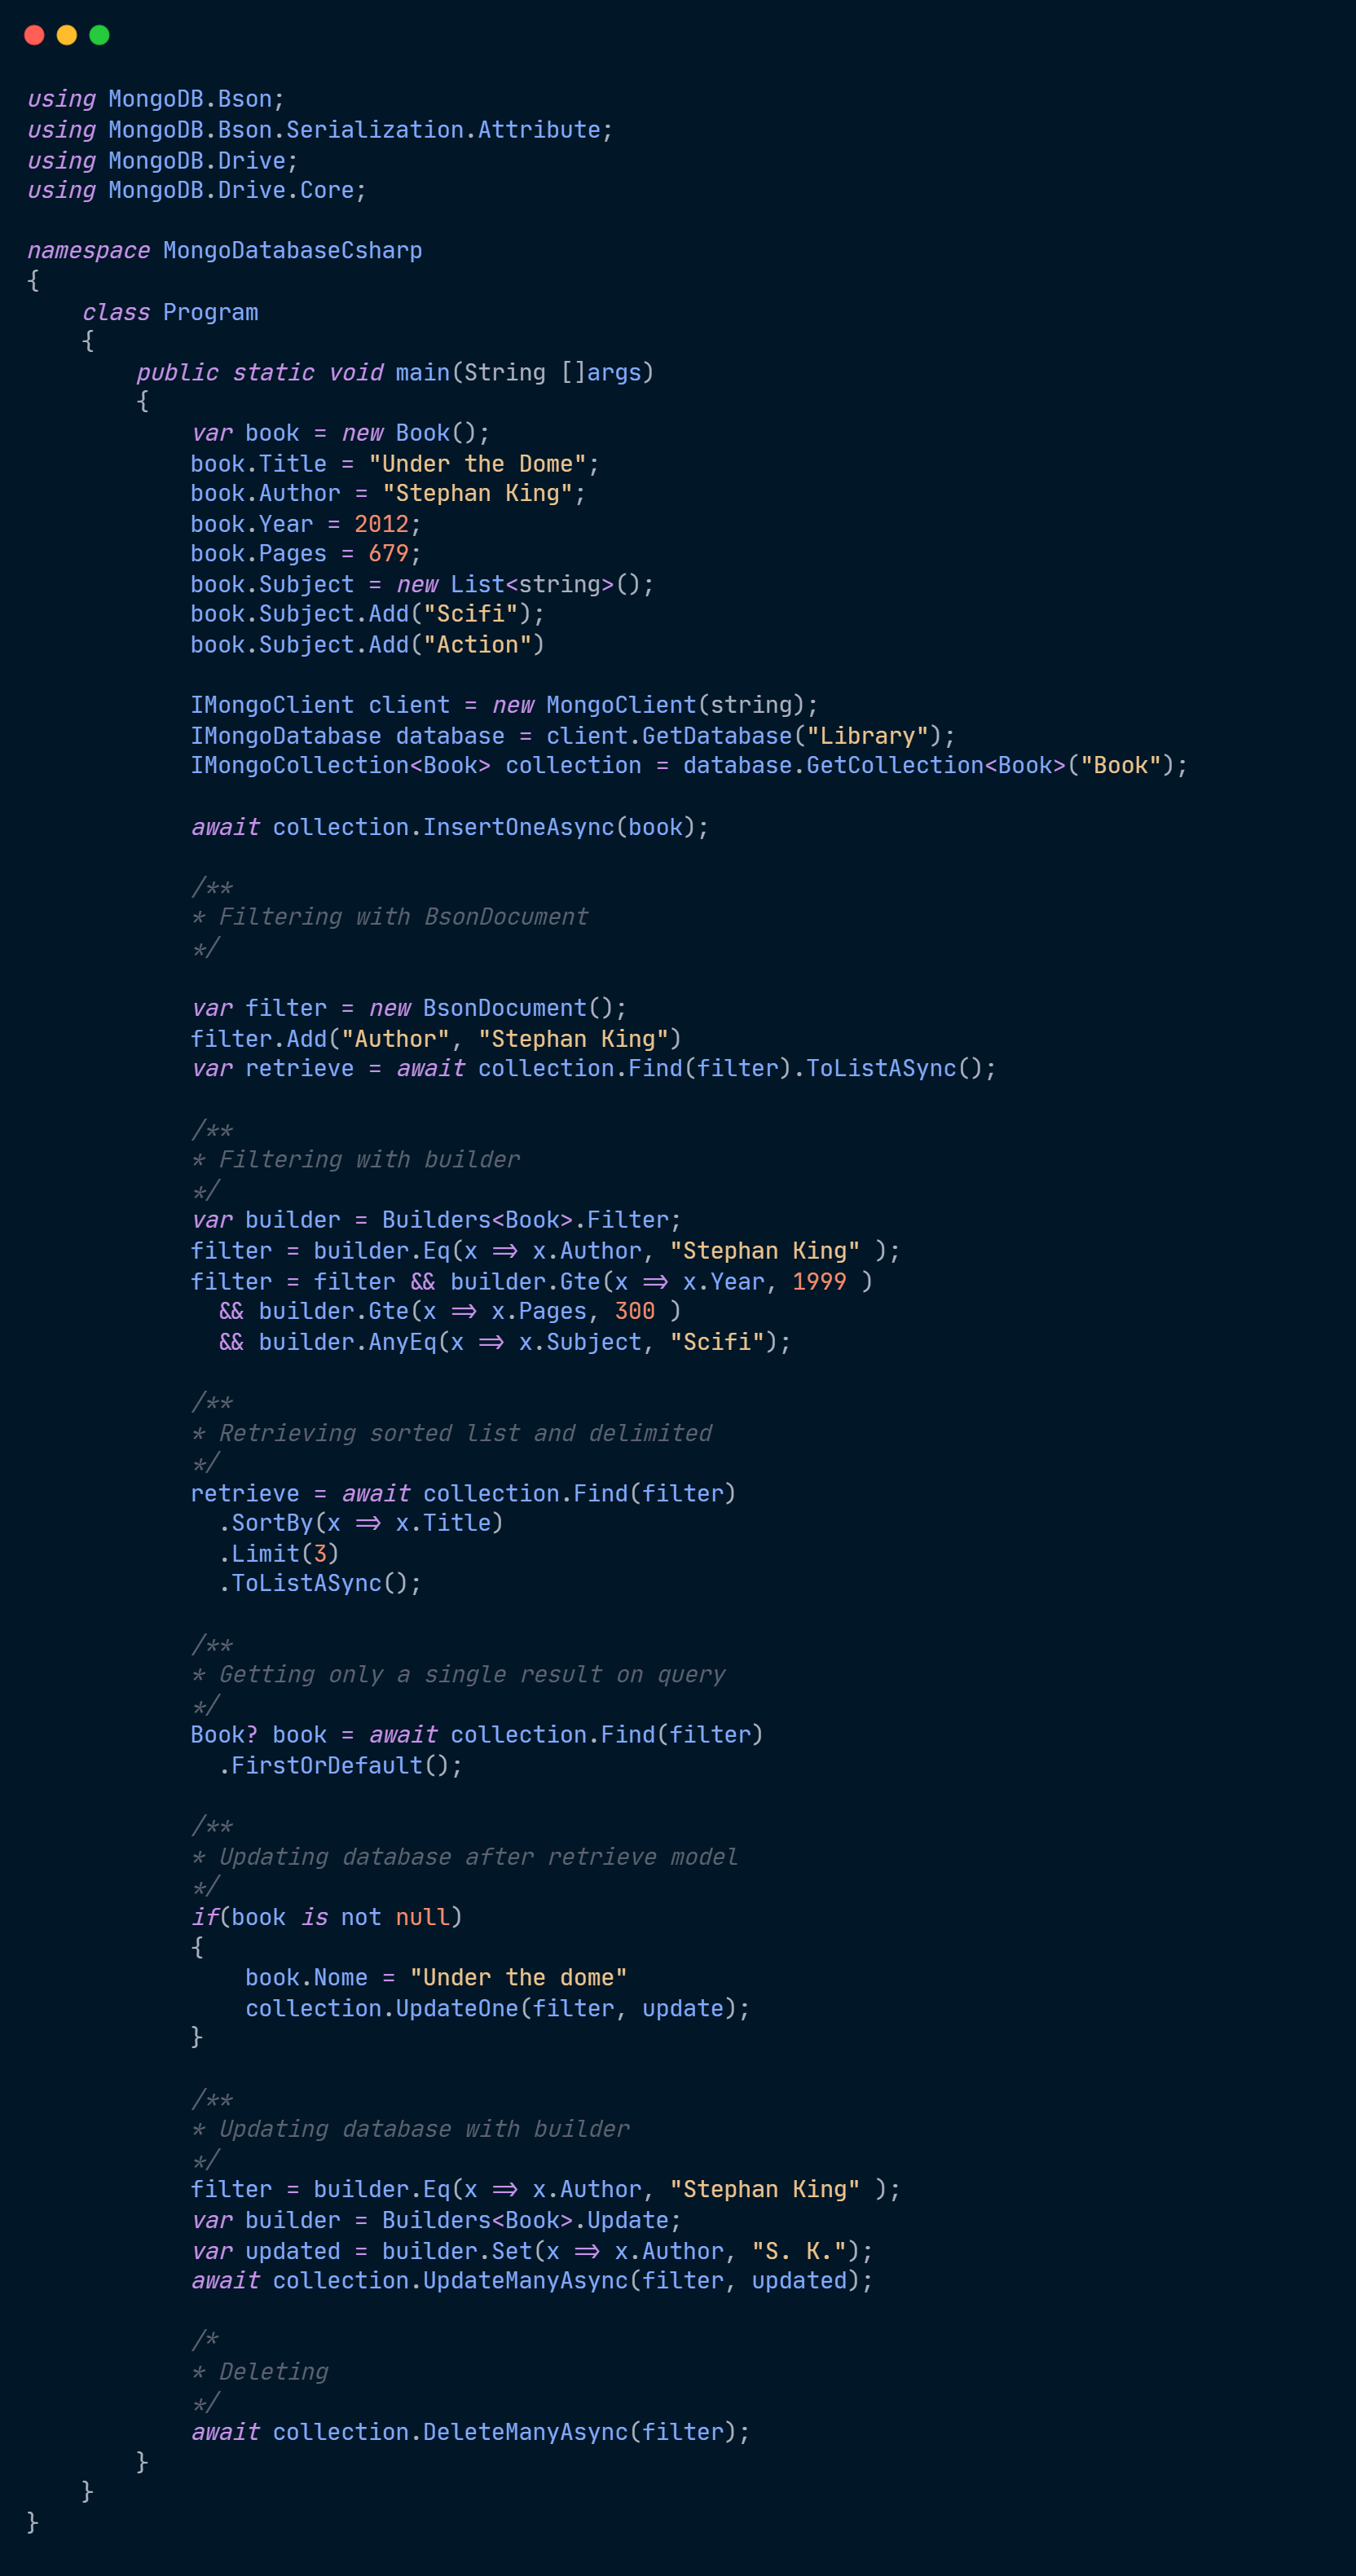 using MongoDB.Bson;
using MongoDB.Bson.Serialization.Attribute;
using MongoDB.Drive;
using MongoDB.Drive.Core;

namespace MongoDatabaseCsharp
{
    class Program
    {
        public static void main(String []args)
        {
            var book = new Book();
            book.Title = "Under the Dome";
            book.Author = "Stephan King";
            book.Year = 2012;
            book.Pages = 679;
            book.Subject = new List<string>();
            book.Subject.Add("Scifi");
            book.Subject.Add("Action")

            IMongoClient client = new MongoClient(string);
            IMongoDatabase database = client.GetDatabase("Library");
            IMongoCollection<Book> collection = database.GetCollection<Book>("Book");

            await collection.InsertOneAsync(book);

            /**
            * Filtering with BsonDocument
            */

            var filter = new BsonDocument();
            filter.Add("Author", "Stephan King")
            var retrieve = await collection.Find(filter).ToListASync();

            /**
            * Filtering with builder
            */
            var builder = Builders<Book>.Filter;
            filter = builder.Eq(x => x.Author, "Stephan King" );
            filter = filter && builder.Gte(x => x.Year, 1999 )
              && builder.Gte(x => x.Pages, 300 )
              && builder.AnyEq(x => x.Subject, "Scifi");

            /**
            * Retrieving sorted list and delimited
            */
            retrieve = await collection.Find(filter)
              .SortBy(x => x.Title)
              .Limit(3)
              .ToListASync();

            /**
            * Getting only a single result on query
            */
            Book? book = await collection.Find(filter)
              .FirstOrDefault();

            /**
            * Updating database after retrieve model
            */
            if(book is not null)
            {
                book.Nome = "Under the dome"
                collection.UpdateOne(filter, update);
            }

            /**
            * Updating database with builder
            */
            filter = builder.Eq(x => x.Author, "Stephan King" );
            var builder = Builders<Book>.Update;
            var updated = builder.Set(x => x.Author, "S. K.");
            await collection.UpdateManyAsync(filter, updated);

            /*
            * Deleting
            */
            await collection.DeleteManyAsync(filter);
        }
    }
}